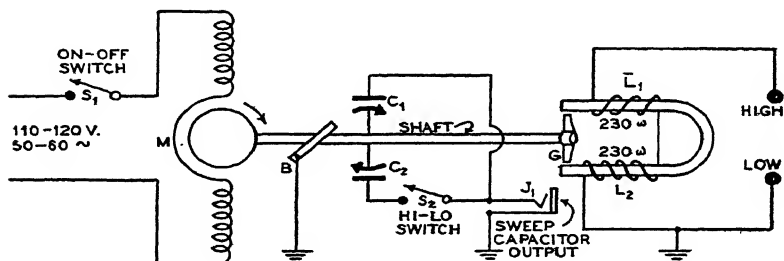 ON-OFF
SWITCH
S1
110-120 V.
50-60 ~
M
B
C1
C2
SHAFT
S2
HI-LO
SWITCH
J1
SWEEP
CAPACITOR
OUTPUT
G
L1
230 ω
230 ω
L2
HIGH
LOW